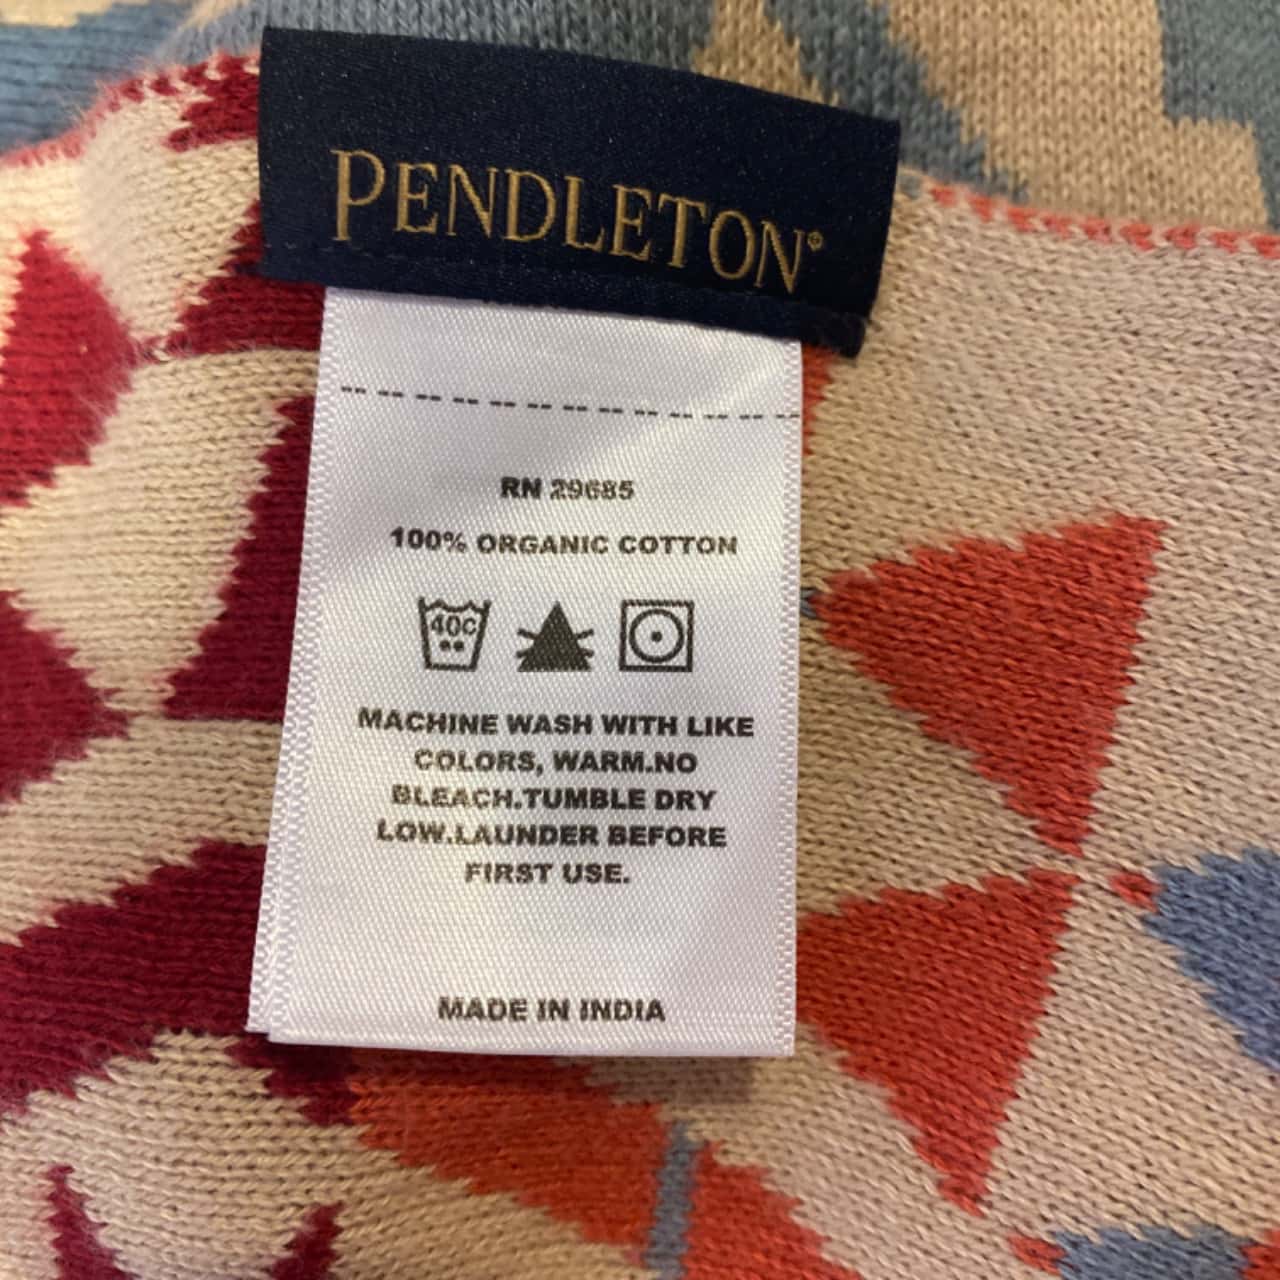 PENDLETON®
RN 29685
100% ORGANIC COTTON
40C
MACHINE WASH WITH LIKE
COLORS, WARM.NO
BLEACH.TUMBLE DRY
LOW.LAUNDER BEFORE
FIRST USE.
MADE IN INDIA